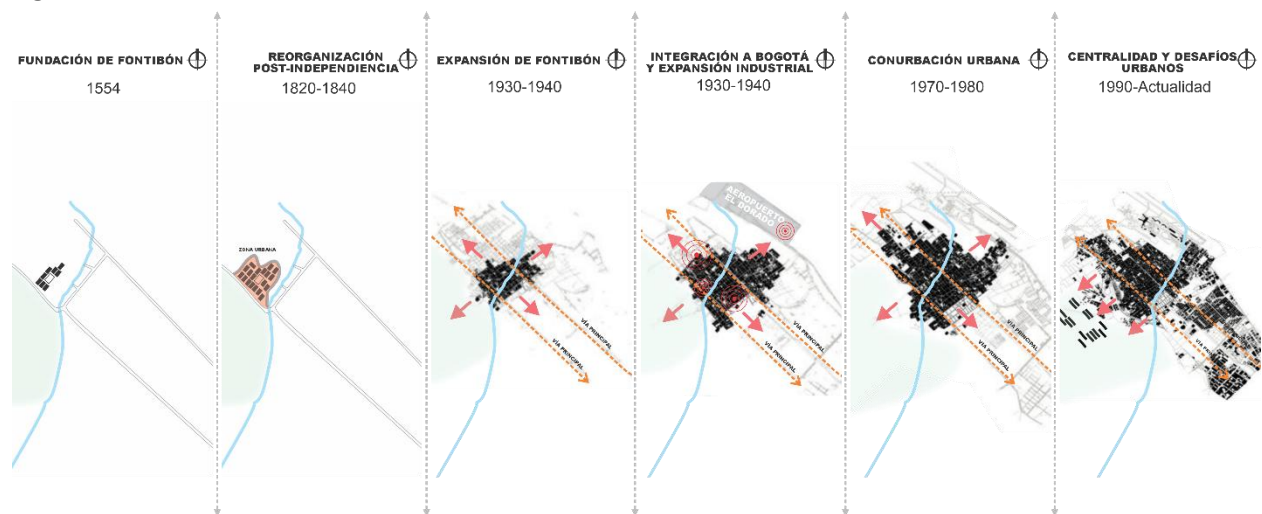 FUNDACIÓN DE FONTIBÓN
1554
REORGANIZACIÓN
POST-INDEPENDENCIA
1820-1840
ZONA URBANA
EXPANSIÓN DE FONTIBÓN
1930-1940
VÍA PRINCIPAL
VÍA PRINCIPAL
INTEGRACIÓN A BOGOTÁ
Y EXPANSIÓN INDUSTRIAL
1930-1940
AEROPUERTO
EL DORADO
VÍA PRINCIPAL
VÍA PRINCIPAL
CONURBACIÓN URBANA
1970-1980
VÍA PRINCIPAL
VÍA PRINCIPAL
CENTRALIDAD Y DESAFÍOS
URBANOS
1990-Actualidad